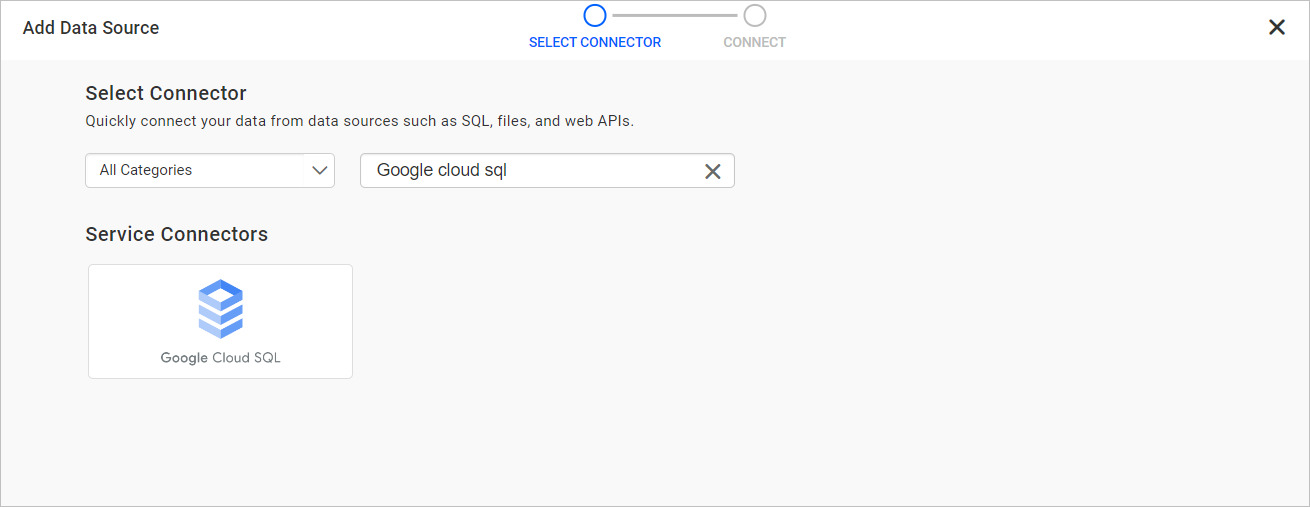 Add Data Source
SELECT CONNECTOR
CONNECT
Select Connector
Quickly connect your data from data sources such as SQL, files, and web APIs.
All Categories
Google cloud sql
Service Connectors
Google Cloud SQL